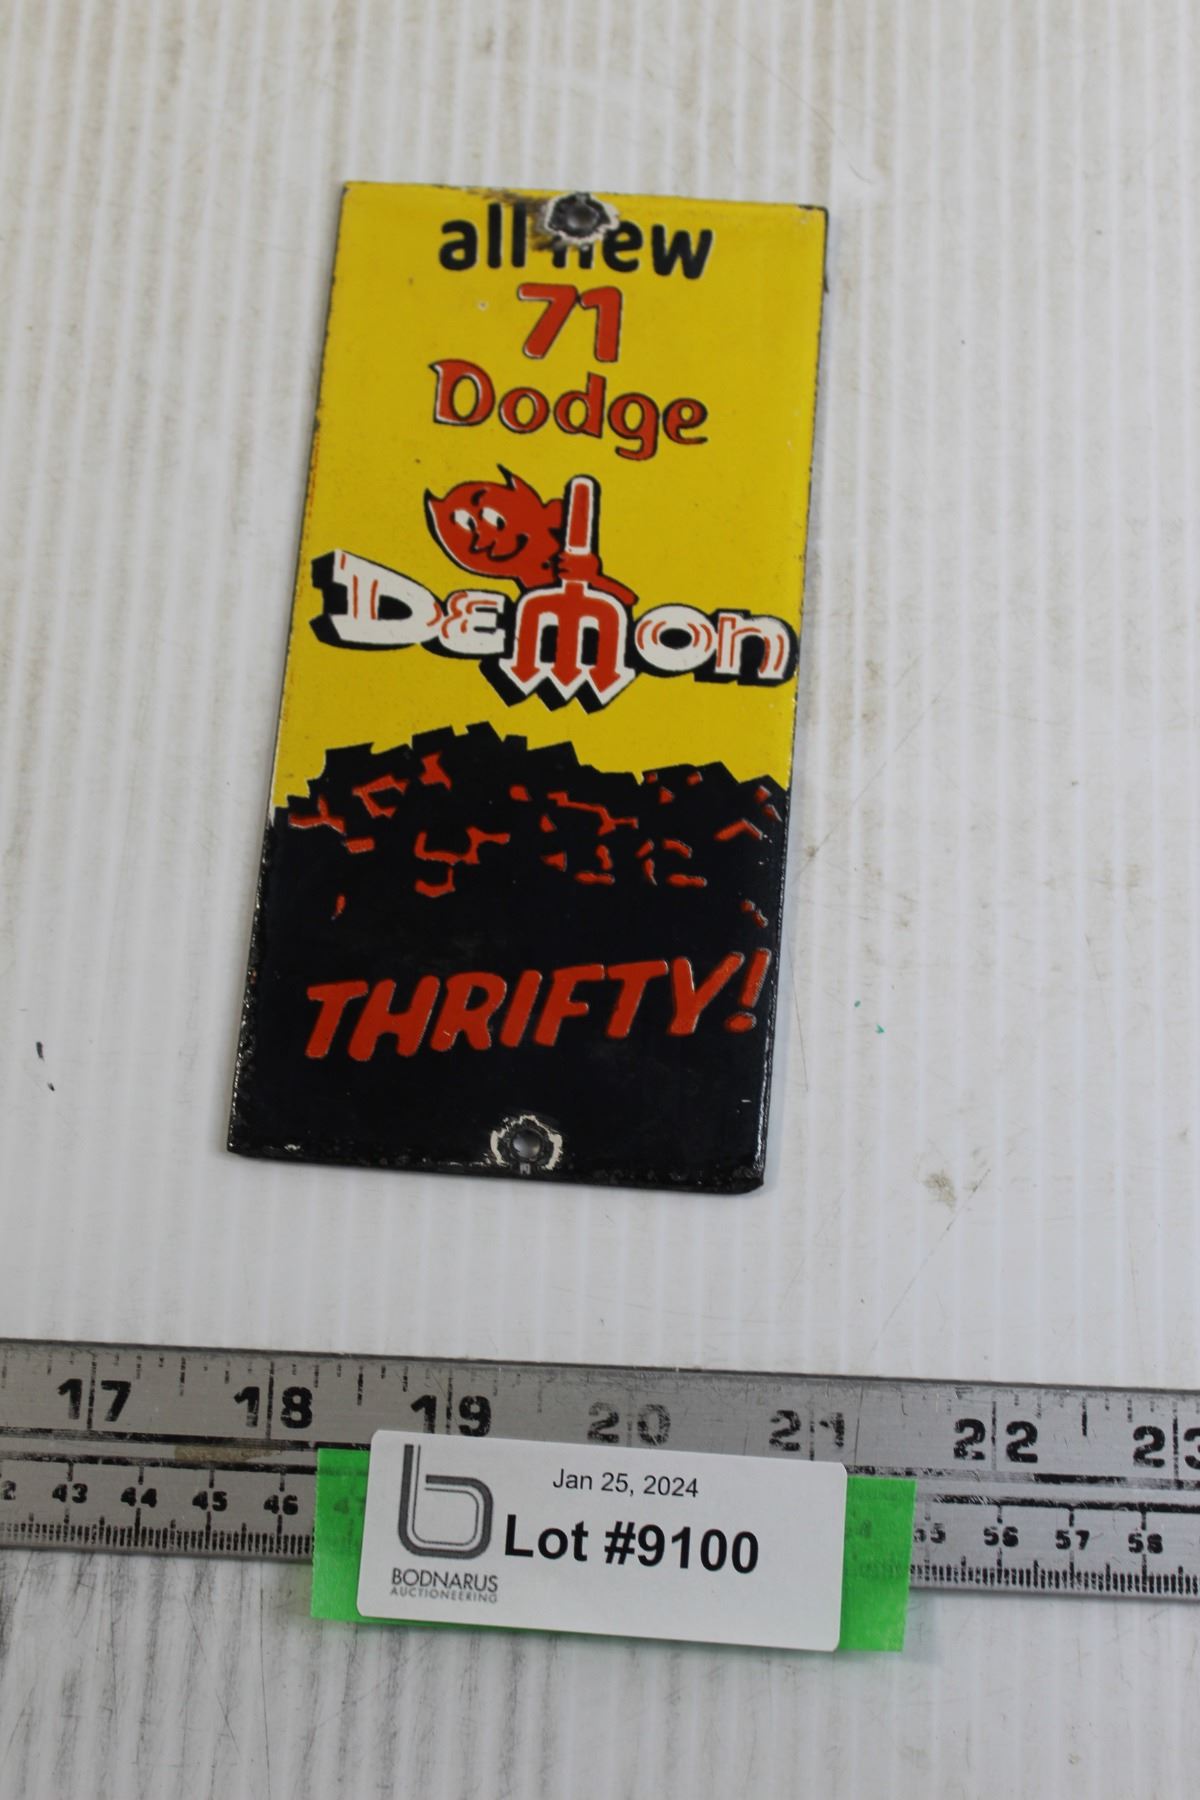 all new
71
Dodge
Demon
THRIFTY!
17 18 19 20 21 22 23
43 44 45 46 55 56 57 58
Jan 25, 2024
Lot #9100
BODNARUS
AUCTIONEERING